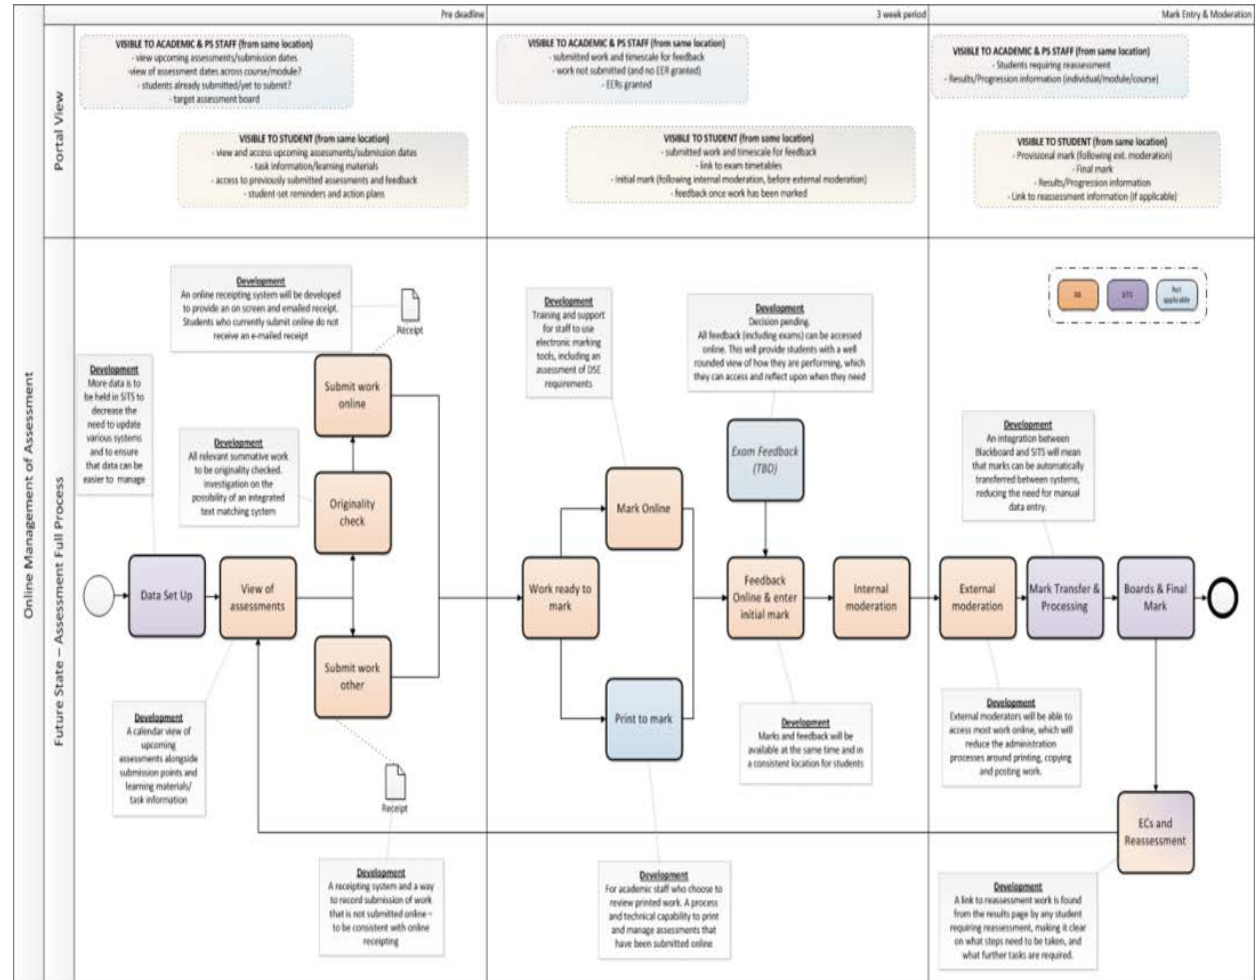 Pre deadline
3 week period
Mark Entry & Moderation
Online Management of Assessment
Portal View
VISIBLE TO ACADEMIC & PS STAFF (from same location)
- view upcoming assessments/submission dates
-view of assessment dates across course/module?
- students already submitted/yet to submit?
- target assessment board
VISIBLE TO STUDENT (from same location)
- view and access upcoming assessments/submission dates
- task information/learning materials
- access to previously submitted assessments and feedback
- student-set reminders and action plans
VISIBLE TO ACADEMIC & PS STAFF (from same location)
- submitted work and timescale for feedback
- work not submitted (and no EER granted)
- EERs granted
VISIBLE TO STUDENT (from same location)
- submitted work and timescale for feedback
- link to exam timetables
- Initial mark (following internal moderation, before external moderation)
- feedback once work has been marked
VISIBLE TO ACADEMIC & PS STAFF (from same location)
- Students requiring reassessment
- Results/Progression information (individual/module/course)
VISIBLE TO STUDENT (from same location)
- Provisional mark (following ext. moderation)
- Final mark
- Results/Progression information
- Link to reassessment information (if applicable)
Future State – Assessment Full Process
Development
An online receipting system will be developed
to provide an on screen and emailed receipt.
Students who currently submit online do not
receive an e-mailed receipt
Receipt
Development
More data is to
be held in SITS to
decrease the
need to update
various systems
and to ensure
that data can be
easier to manage
Development
All relevant summative work
to be originality checked.
investigation on the
possibility of an integrated
text matching system
Submit work
online
Originality
check
Data Set Up
View of
assessments
Submit work
other
Development
A calendar view of
upcoming
assessments alongside
submission points and
learning materials/
task information
Receipt
Development
A receipting system and a way
to record submission of work
that is not submitted online –
to be consistent with online
receipting
Development
Training and support
for staff to use
electronic marking
tools, including an
assessment of DSE
requirements
Development
Decision pending.
All feedback (including exams) can be accessed
online. This will provide students with a well
rounded view of how they are performing, which
they can access and reflect upon when they need
Exam Feedback
(TBD)
Mark Online
Work ready to
mark
Print to mark
Feedback
Online & enter
initial mark
Internal
moderation
Development
Marks and feedback will be
available at the same time and in
a consistent location for students
Development
For academic staff who choose to
review printed work. A process
and technical capability to print
and manage assessments that
have been submitted online
SITS
Not
applicable
Development
An integration between
Blackboard and SITS will mean
that marks can be automatically
transferred between systems,
reducing the need for manual
data entry.
External
moderation
Mark Transfer &
Processing
Boards & Final
Mark
Development
External moderators will be able to
access most work online, which will
reduce the administration
processes around printing, copying
and posting work.
ECs and
Reassessment
Development
A link to reassessment work is found
from the results page by any student
requiring reassessment, making it clear
on what steps need to be taken, and
what further tasks are required.